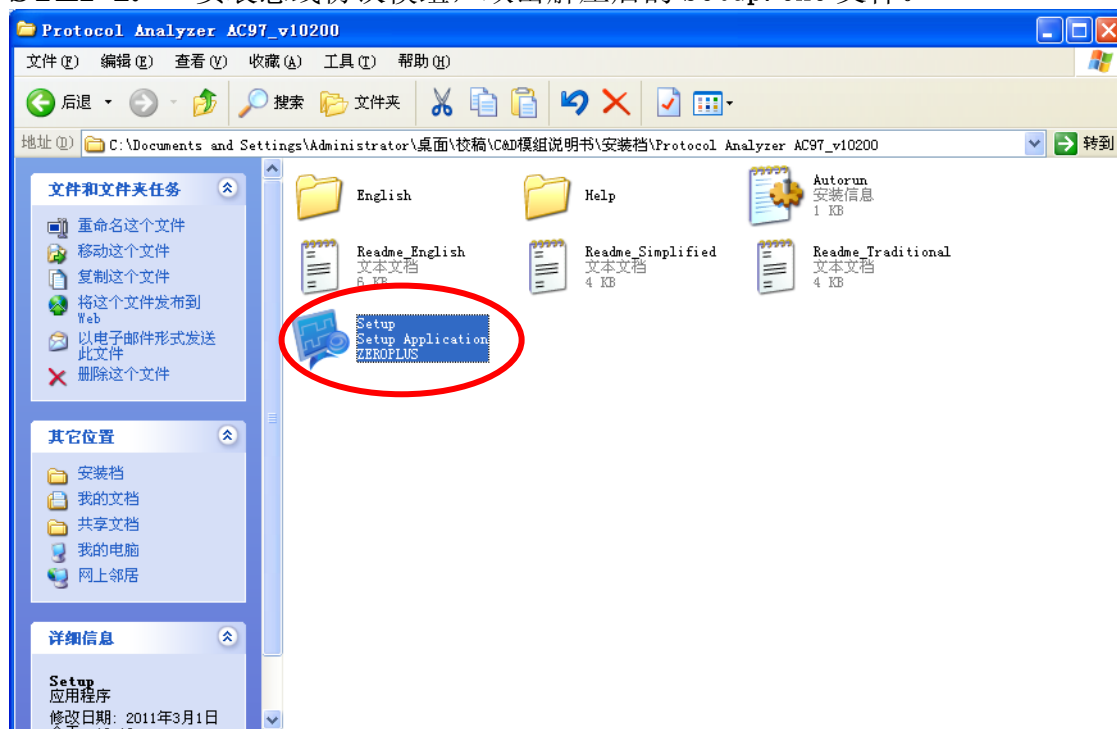 Protocol Analyzer AC97_v10200
文件(F) 编辑(E) 查看(V) 收藏(A) 工具(T) 帮助(H)
后退 搜索 文件夹
地址(D) C:\Documents and Settings\Administrator\桌面\校稿\C&D模组说明书\安装档\Protocol Analyzer AC97_v10200 转到
文件和文件夹任务
重命名这个文件
移动这个文件
复制这个文件
将这个文件发布到
Web
以电子邮件形式发送
此文件
删除这个文件
其它位置
安装档
我的文档
共享文档
我的电脑
网上邻居
详细信息
Setup
应用程序
修改日期: 2011年3月1日
English
Help
Autorun
安装信息
1 KB
Readme_English
文本文档
6 KB
Readme_Simplified
文本文档
4 KB
Readme_Traditional
文本文档
4 KB
Setup
Setup Application
ZEROPLUS